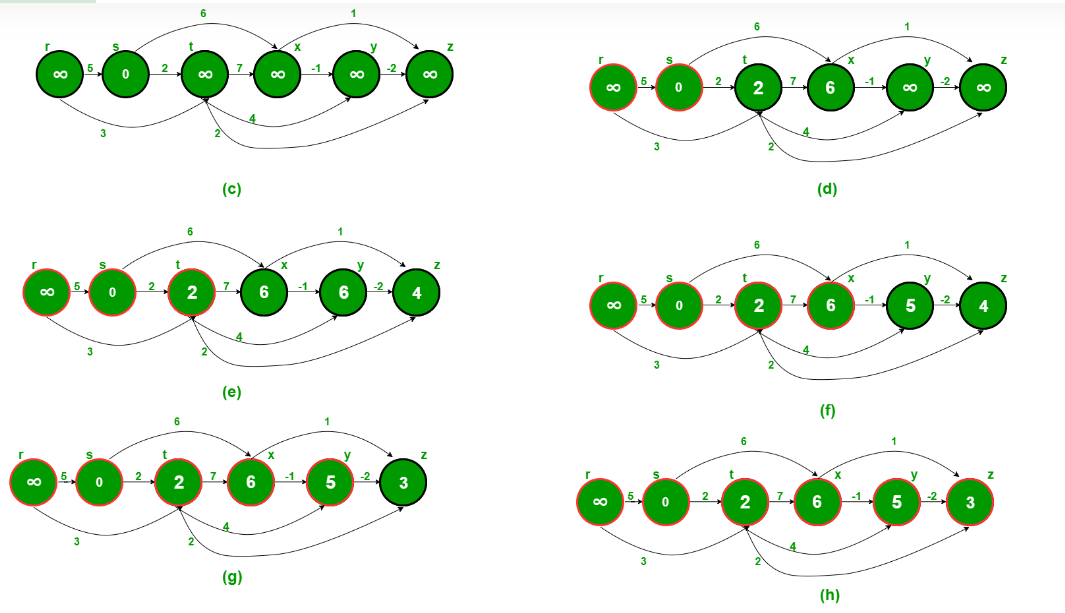 6 1
r s t x y z
∞ 5 0 2 ∞ 7 ∞ -1 ∞ -2 ∞
3 2 4
(c)
6 1
r s t x y z
∞ 5 0 2 2 7 6 -1 ∞ -2 ∞
3 2 4
(d)
6 1
r s t x y z
∞ 5 0 2 2 7 6 -1 6 -2 4
3 2 4
(e)
6 1
r s t x y z
∞ 5 0 2 2 7 6 -1 5 -2 4
3 2 4
(f)
6 1
r s t x y z
∞ 5 0 2 2 7 6 -1 5 -2 3
3 2 4
(g)
6 1
r s t x y z
∞ 5 0 2 2 7 6 -1 5 -2 3
3 2 4
(h)